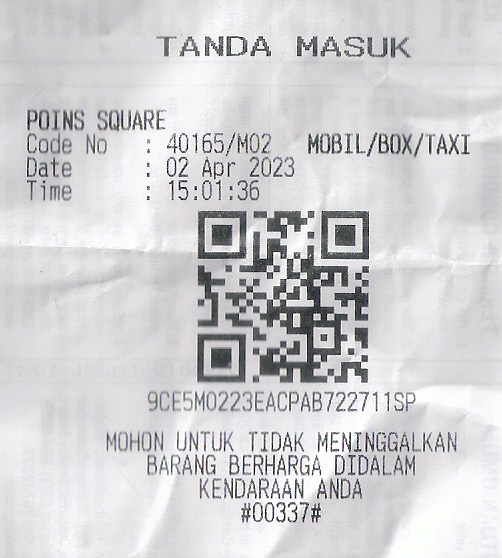 TANDA MASUK
POINS SQUARE
Code No : 40165/M02 MOBIL/BOX/TAXI
Date : 02 Apr 2023
Time : 15:01:36
9CE5M0223EACPAB722711SP
MOHON UNTUK TIDAK MENINGGALKAN
BARANG BERHARGA DIDALAM
KENDARAAN ANDA
#00337#